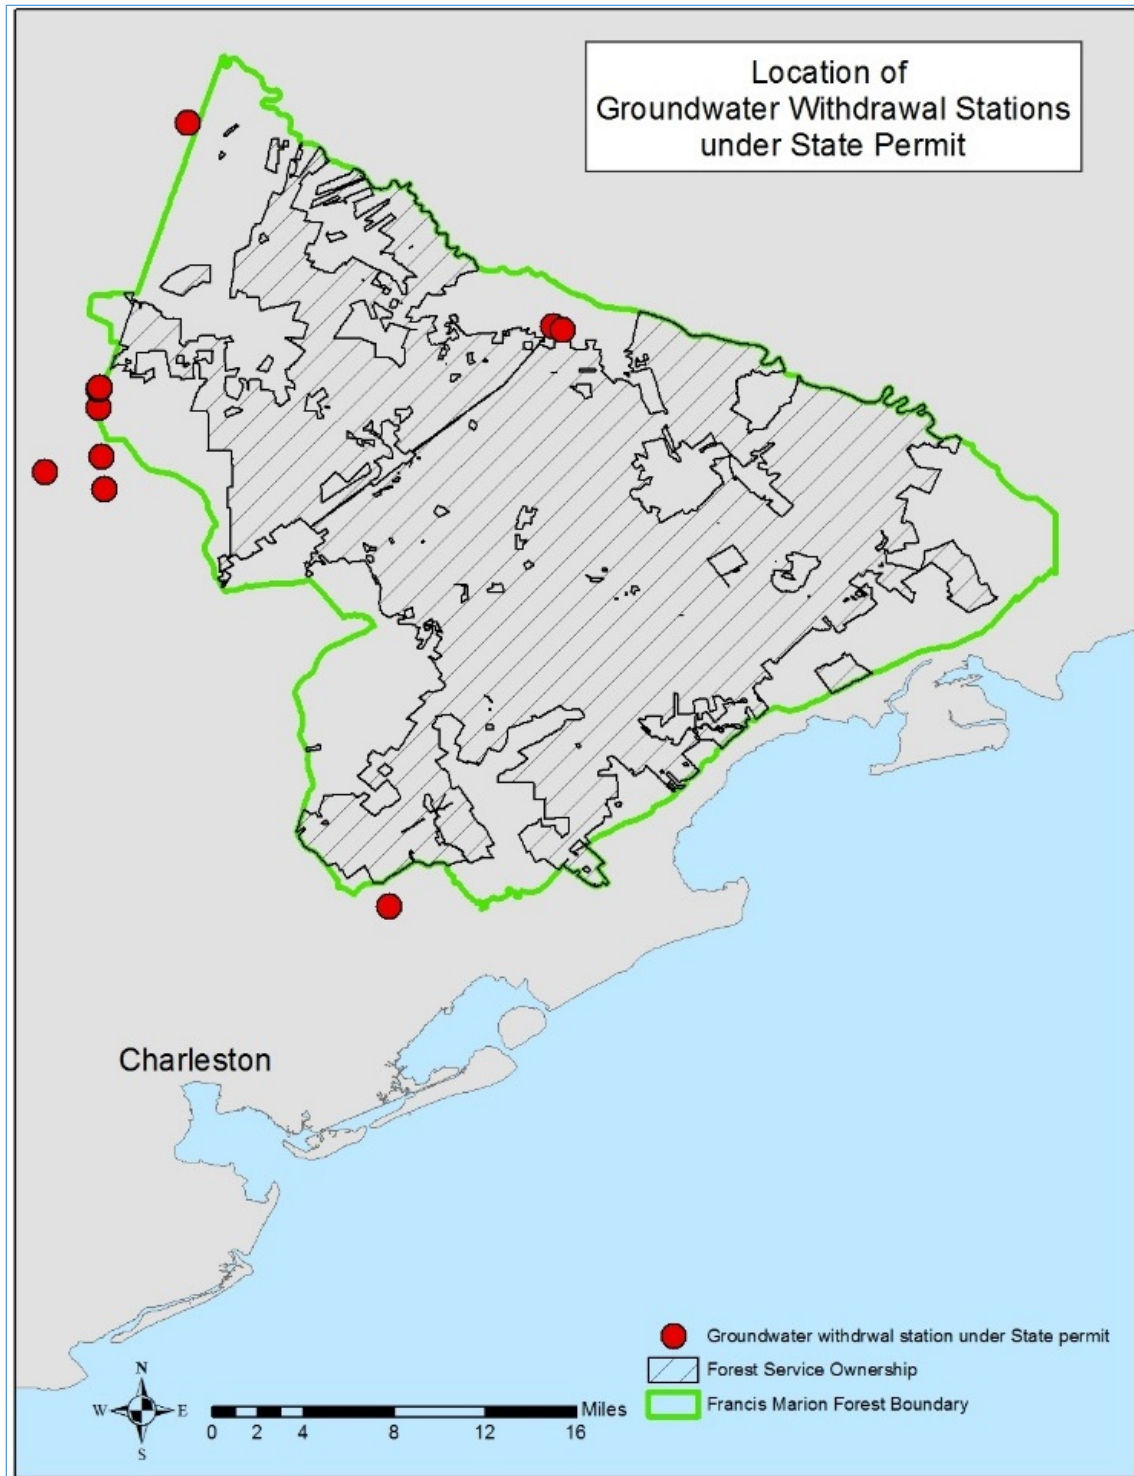 Location of
Groundwater Withdrawal Stations
under State Permit
Charleston
Groundwater withdrwal station under State permit
Forest Service Ownership
Francis Marion Forest Boundary
N
W E
S
Miles
0 2 4 8 12 16